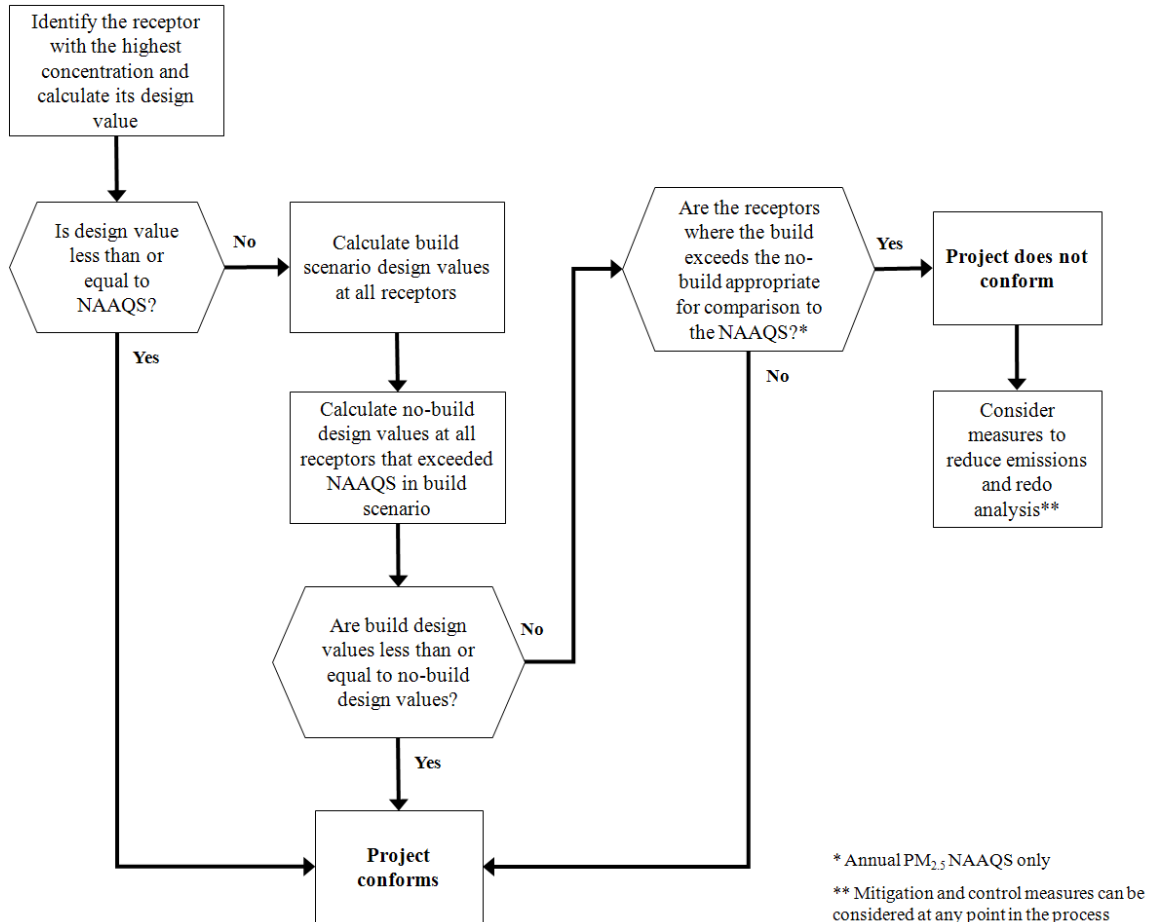 Identify the receptor
with the highest
concentration and
calculate its design
value
Is design value
less than or
equal to
NAAQS?
No
Yes
Calculate build
scenario design values
at all receptors
Calculate no-build
design values at all
receptors that exceeded
NAAQS in build
scenario
Are build design
values less than or
equal to no-build
design values?
No
Yes
Project
conforms
Are the receptors
where the build
exceeds the no-
build appropriate
for comparison to
the NAAQS?*
Yes
No
Project does not
conform
Consider
measures to
reduce emissions
and redo
analysis**
* Annual PM2.5 NAAQS only
** Mitigation and control measures can be
considered at any point in the process